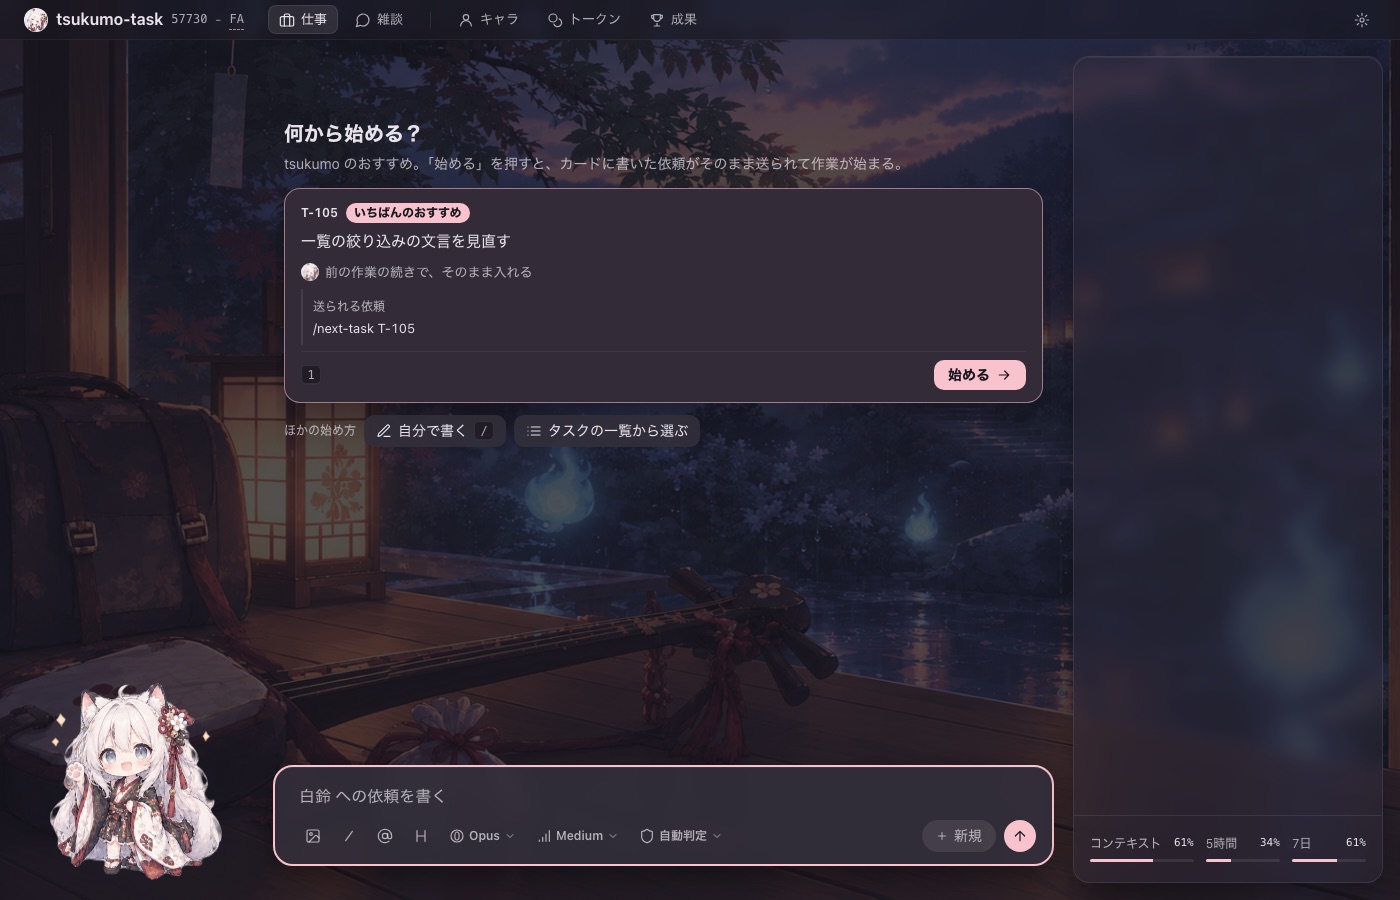 tsukumo-task 57730 - FA 仕事 雑談 キャラ トークン 成果
何から始める？
tsukumo のおすすめ。「始める」を押すと、カードに書いた依頼がそのまま送られて作業が始まる。
T-105 いちばんのおすすめ
一覧の絞り込みの文言を見直す
前の作業の続きで、そのまま入れる
送られる依頼
/next-task T-105
1 始める →
ほかの始め方 自分で書く / タスクの一覧から選ぶ
白鈴 への依頼を書く
/ @ H Opus Medium 自動判定 + 新規
コンテキスト 61% 5時間 34% 7日 61%